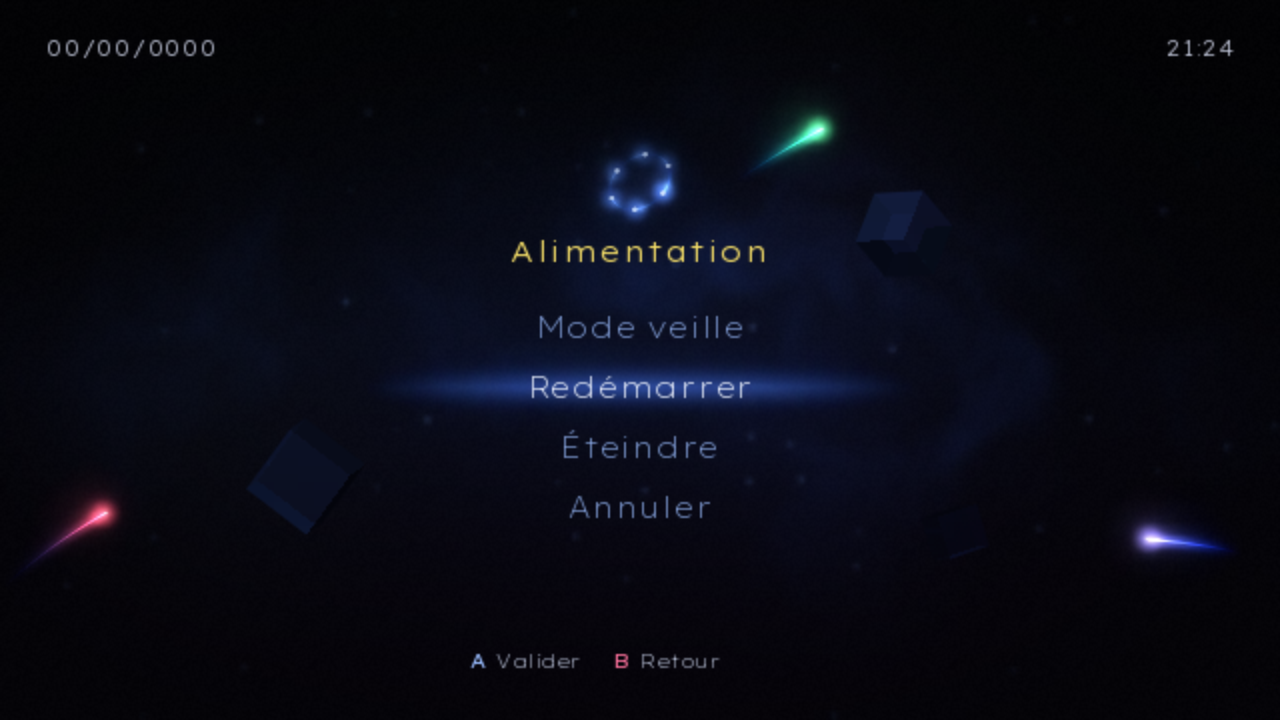 00/00/0000
21:24
Alimentation
Mode veille
Redémarrer
Éteindre
Annuler
A Valider B Retour